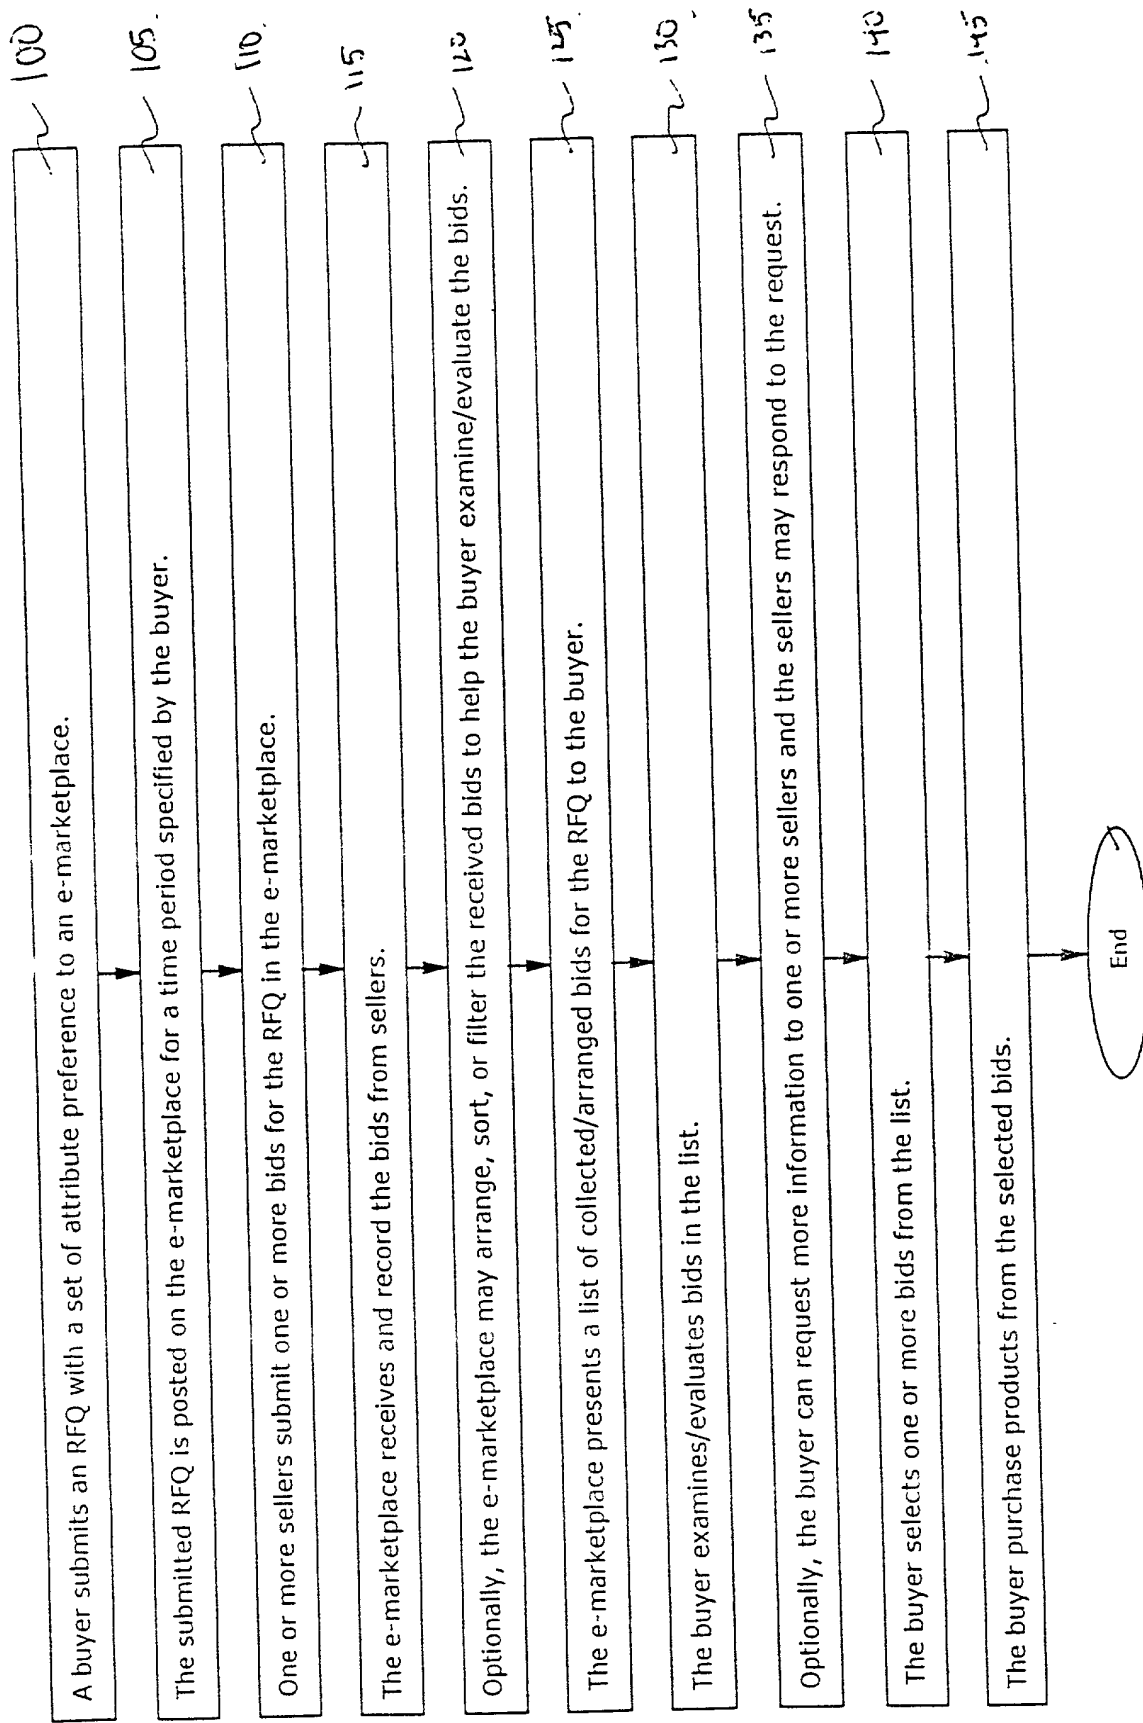 A buyer submits an RFQ with a set of attribute preference to an e-marketplace.
100
The submitted RFQ is posted on the e-marketplace for a time period specified by the buyer.
105.
One or more sellers submit one or more bids for the RFQ in the e-marketplace.
110.
The e-marketplace receives and record the bids from sellers.
115
Optionally, the e-marketplace may arrange, sort, or filter the received bids to help the buyer examine/evaluate the bids.
120
The e-marketplace presents a list of collected/arranged bids for the RFQ to the buyer.
125
The buyer examines/evaluates bids in the list.
130
Optionally, the buyer can request more information to one or more sellers and the sellers may respond to the request.
135
The buyer selects one or more bids from the list.
140
The buyer purchase products from the selected bids.
145
End